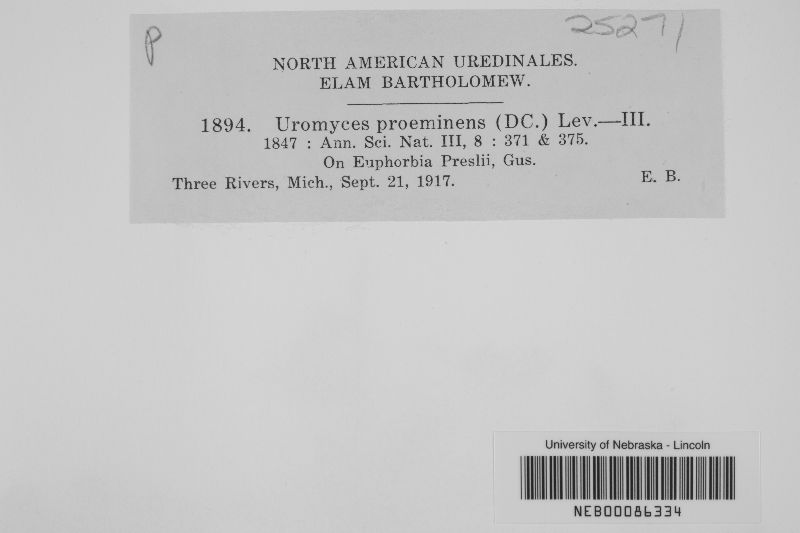 P
25271
NORTH AMERICAN UREDINALES.
ELAM BARTHOLOMEW.
1894. Uromyces proeminens (DC.) Lev.—III.
1847 : Ann. Sci. Nat. III, 8 : 371 & 375.
On Euphorbia Preslii, Gus.
Three Rivers, Mich., Sept. 21, 1917. E. B.
University of Nebraska - Lincoln
NEB00086334